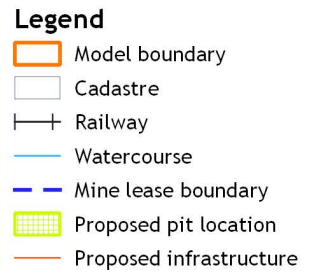 Legend
Model boundary
Cadastre
Railway
Watercourse
Mine lease boundary
Proposed pit location
Proposed infrastructure